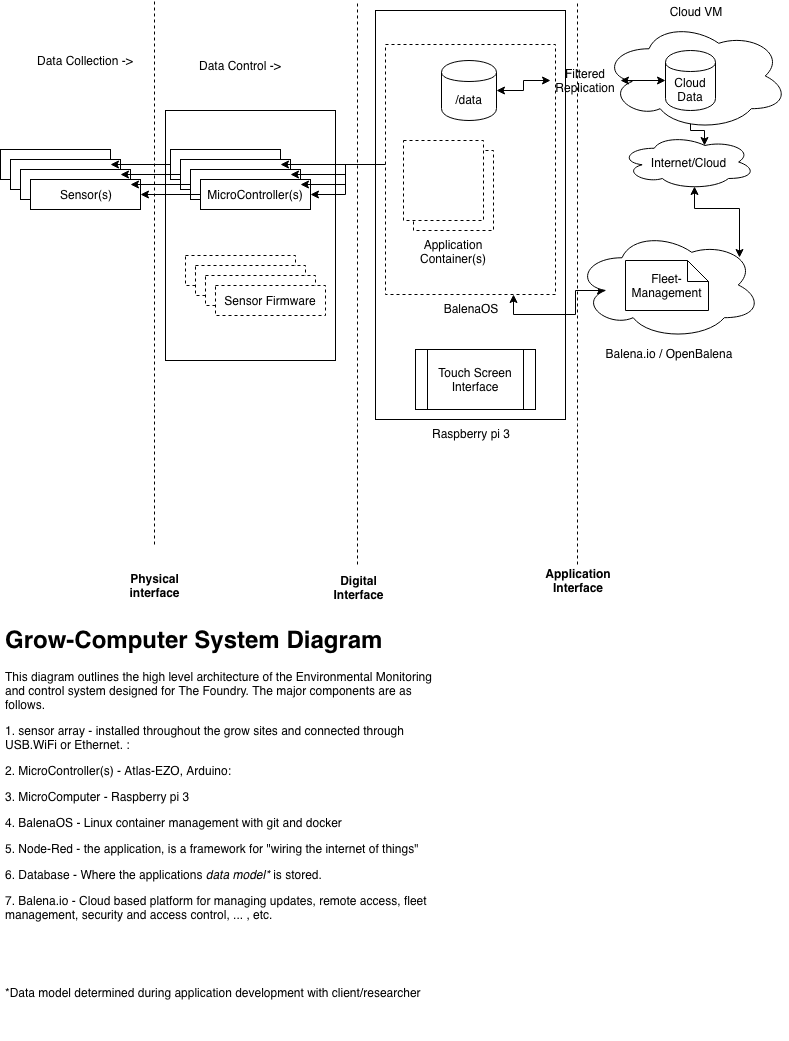 Cloud VM
Data Collection ->
Data Control ->
/data
Filtered
Replication
Cloud
Data
Internet/Cloud
Sensor(s)
MicroController(s)
Application
Container(s)
Sensor Firmware
BalenaOS
Fleet-
Management
Balena.io / OpenBalena
Touch Screen
Interface
Raspberry pi 3
Physical
interface
Digital
Interface
Application
Interface
Grow-Computer System Diagram
This diagram outlines the high level architecture of the Environmental Monitoring
and control system designed for The Foundry. The major components are as
follows.
1. sensor array - installed throughout the grow sites and connected through
USB.WiFi or Ethernet. :
2. MicroController(s) - Atlas-EZO, Arduino:
3. MicroComputer - Raspberry pi 3
4. BalenaOS - Linux container management with git and docker
5. Node-Red - the application, is a framework for "wiring the internet of things"
6. Database - Where the applications data model* is stored.
7. Balena.io - Cloud based platform for managing updates, remote access, fleet
management, security and access control, ... , etc.
*Data model determined during application development with client/researcher